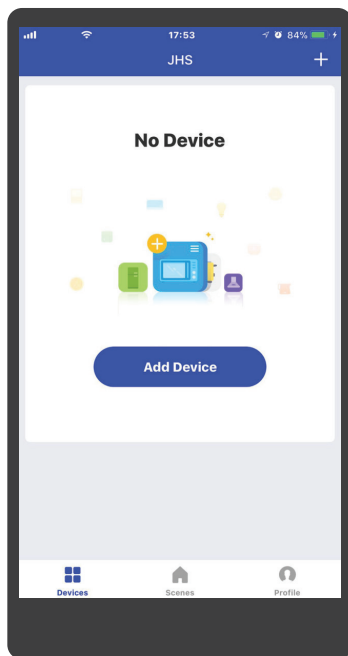 17:53
84%
JHS
No Device
Add Device
Devices
Scenes
Profile